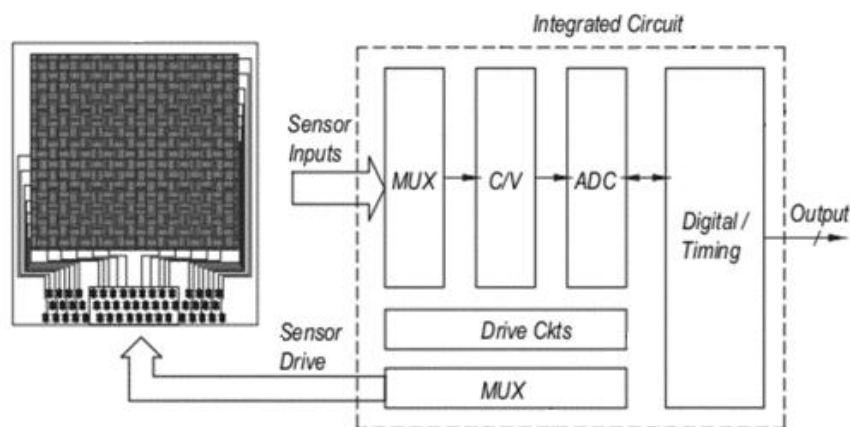 Integrated Circuit
Sensor
Inputs
MUX
C/V
ADC
Digital /
Timing
Output
Drive Ckts
Sensor
Drive
MUX